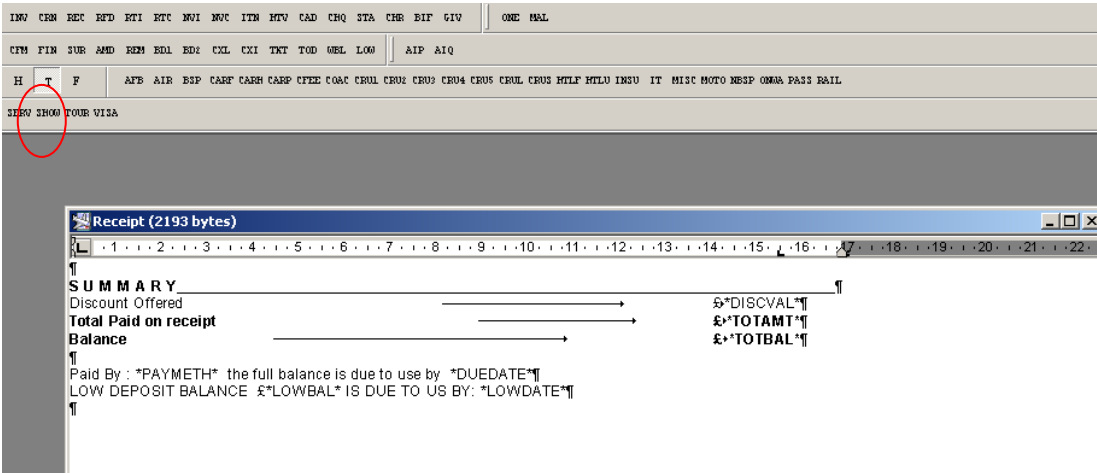 INV CRN REC RFD RTI RTC NVI NVC ITN HTV CAD CHQ STA CHR BIF GIV ONE MAL
CFM FIN SUR AMD REM BD1 BD2 CXL CXI TKT TOD WBL LOW AIP AIQ
H T F AFB AIR BSP CARF CARH CARP CFEE COAC CRU1 CRU2 CRU3 CRU4 CRU5 CRUL CRUS HTLF HTLU INSU IT MISC MOTO NBSP ONWA PASS RAIL
SERV SHOW TOUR VISA
Receipt (2193 bytes)
1 2 3 4 5 6 7 8 9 10 11 12 13 14 15 16 17 18 19 20 21 22
¶
S U M M A R Y ¶
Discount Offered £*DISCVAL*¶
Total Paid on receipt £*TOTAMT*¶
Balance £*TOTBAL*¶
¶
Paid By : *PAYMETH* the full balance is due to use by *DUEDATE*¶
LOW DEPOSIT BALANCE £*LOWBAL* IS DUE TO US BY: *LOWDATE*¶
¶